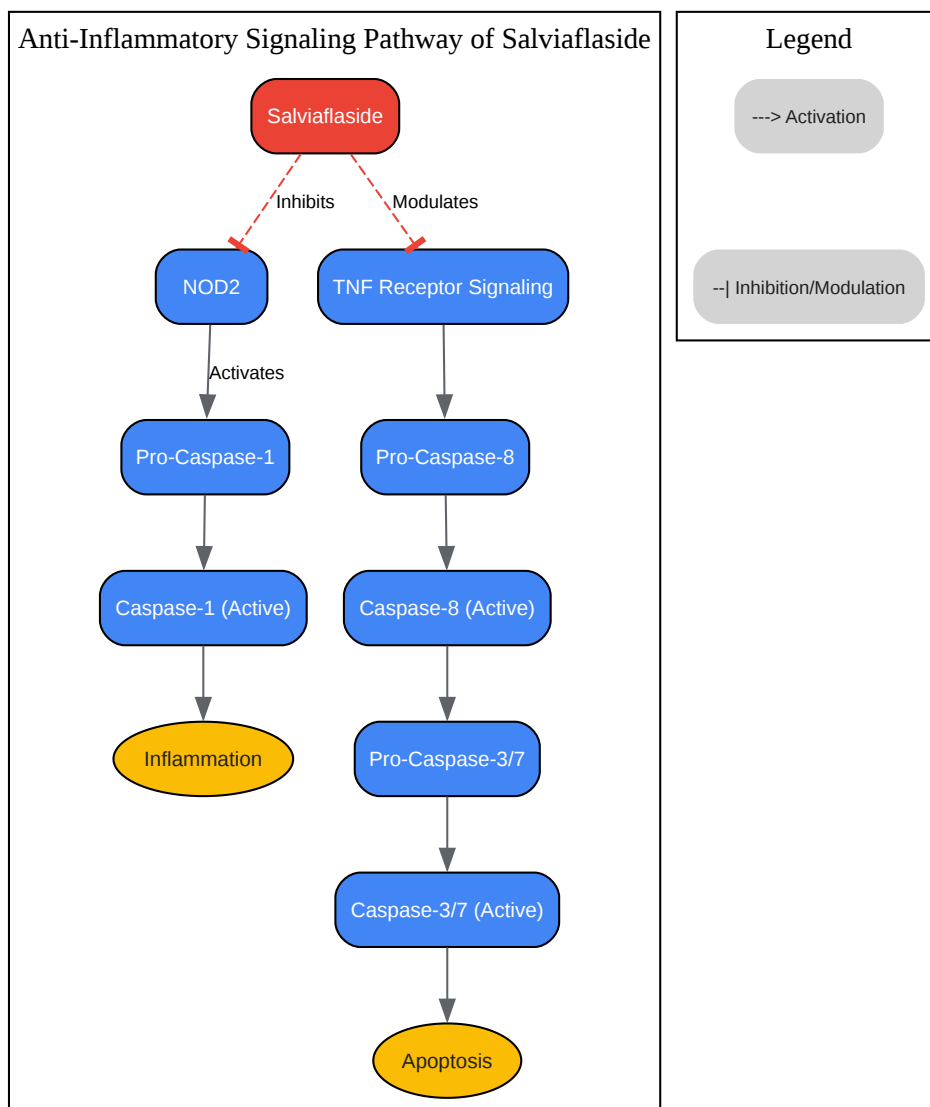 Anti-Inflammatory Signaling Pathway of Salviaflaside
Salviaflaside
Inhibits
Modulates
NOD2
TNF Receptor Signaling
Activates
Pro-Caspase-1
Pro-Caspase-8
Caspase-1 (Active)
Caspase-8 (Active)
Inflammation
Pro-Caspase-3/7
Caspase-3/7 (Active)
Apoptosis
Legend
---> Activation
--| Inhibition/Modulation